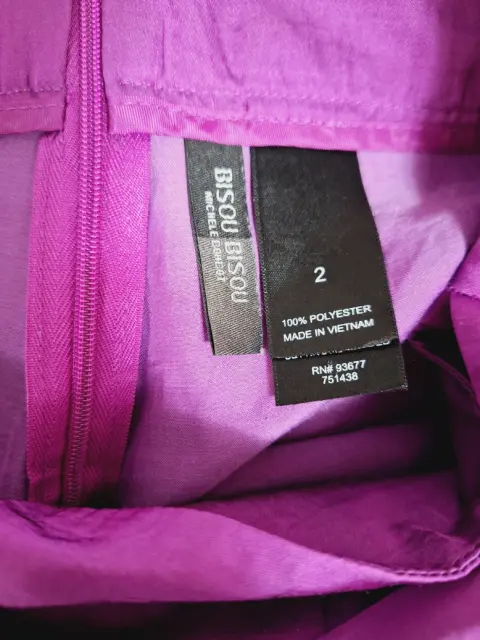 BISOU BISOU
MICHELE BOHBOT
2
100% POLYESTER
MADE IN VIETNAM
RN# 93677
751438